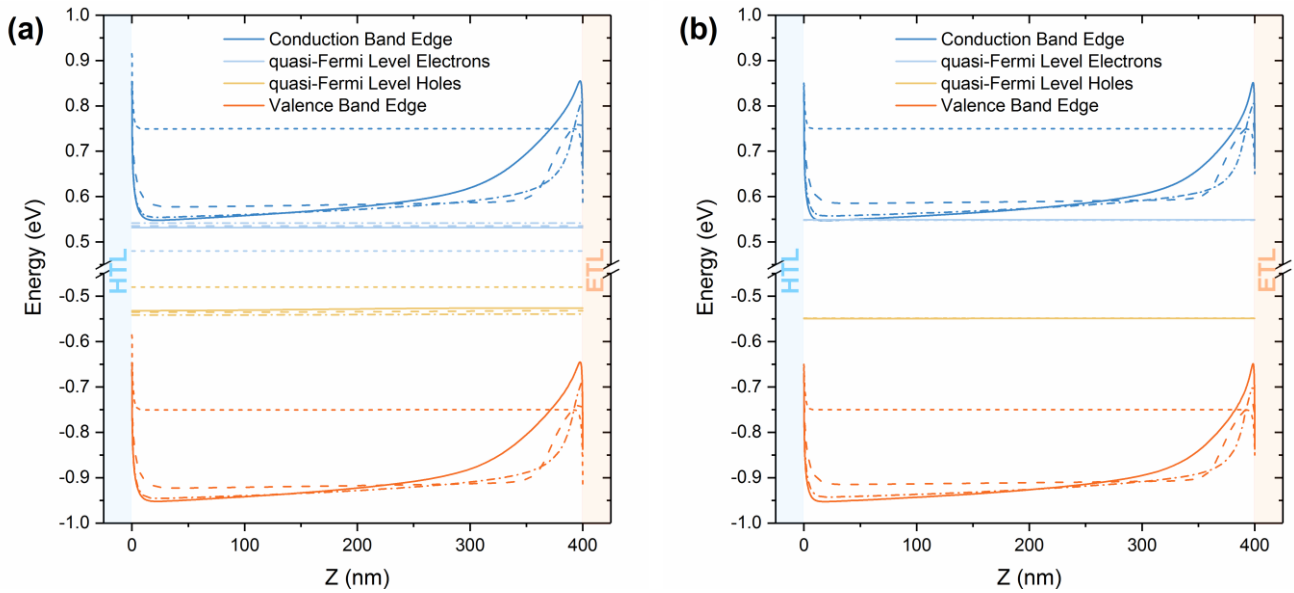 (a)
Conduction Band Edge
quasi-Fermi Level Electrons
quasi-Fermi Level Holes
Valence Band Edge
1.0
0.9
0.8
0.7
0.6
0.5
-0.5
-0.6
-0.7
-0.8
-0.9
-1.0
Energy (eV)
HTL
ETL
0
100
200
300
400
Z (nm)
(b)
Conduction Band Edge
quasi-Fermi Level Electrons
quasi-Fermi Level Holes
Valence Band Edge
1.0
0.9
0.8
0.7
0.6
0.5
-0.5
-0.6
-0.7
-0.8
-0.9
-1.0
Energy (eV)
HTL
ETL
0
100
200
300
400
Z (nm)